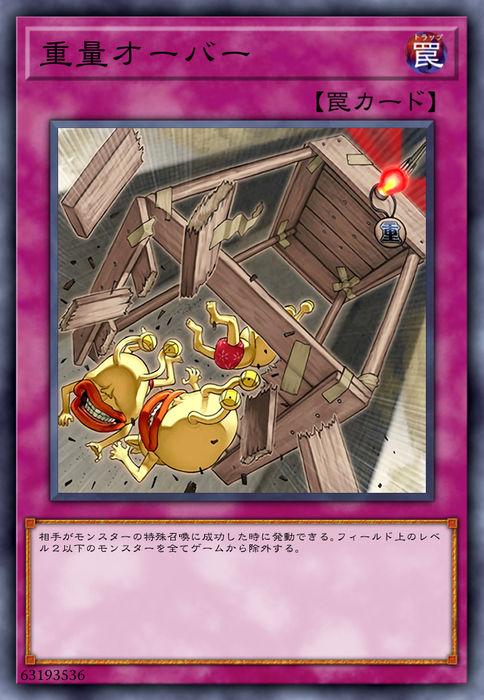 重量オーバー
トラップ
罠
【罠カード】
重
相手がモンスターの特殊召喚に成功した時に発動できる。フィールド上のレベ
ル２以下のモンスターを全てゲームから除外する。
63193536